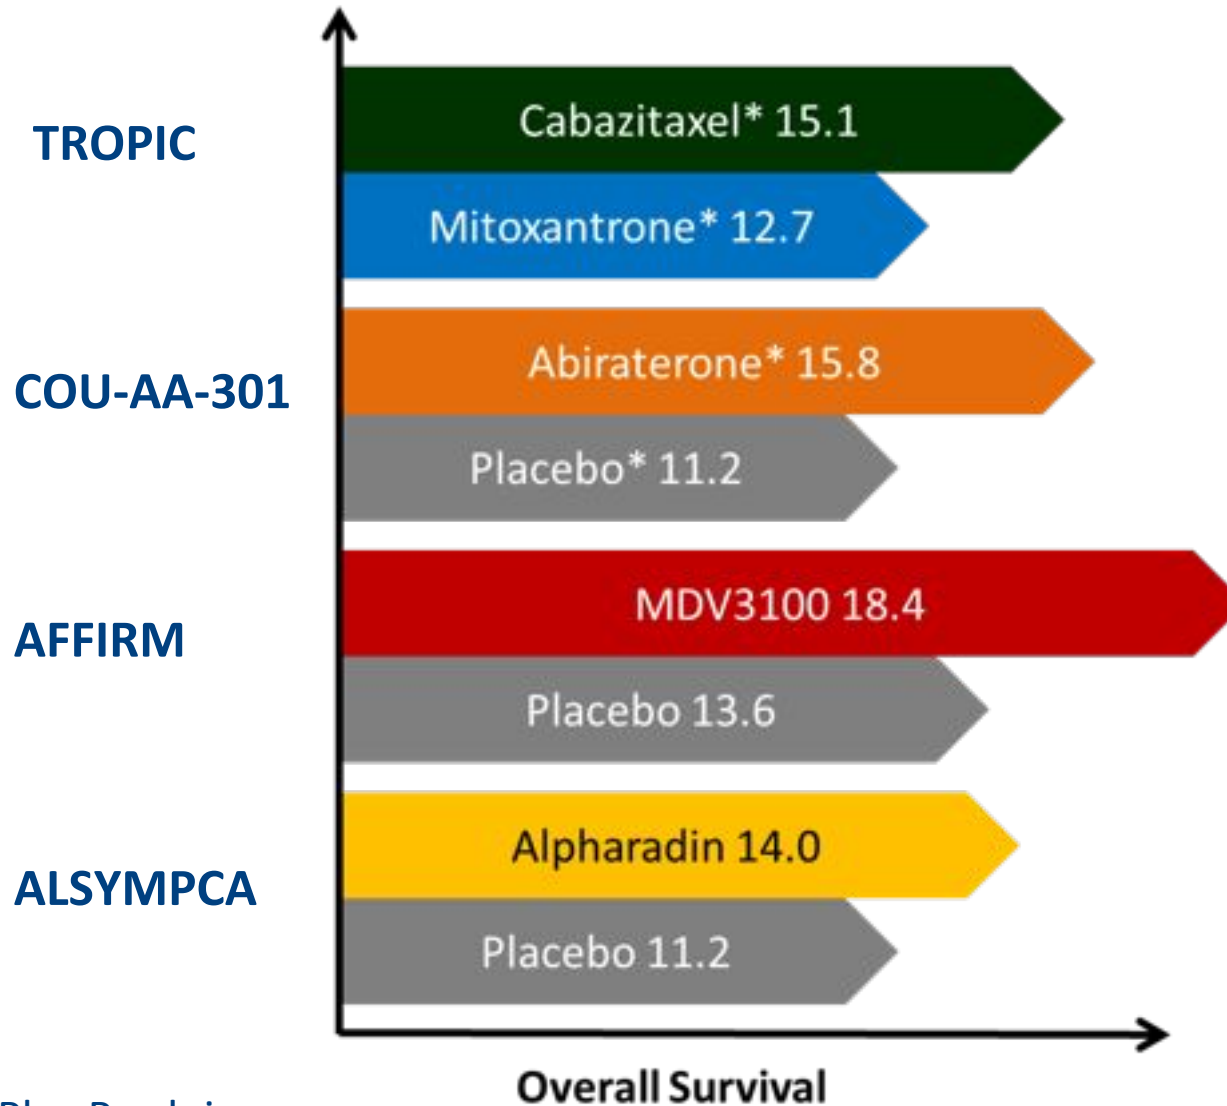 TROPIC
Cabazitaxel* 15.1
Mitoxantrone* 12.7
COU-AA-301
Abiraterone* 15.8
Placebo* 11.2
AFFIRM
MDV3100 18.4
Placebo 13.6
ALSYMPCA
Alpharadin 14.0
Placebo 11.2
Overall Survival